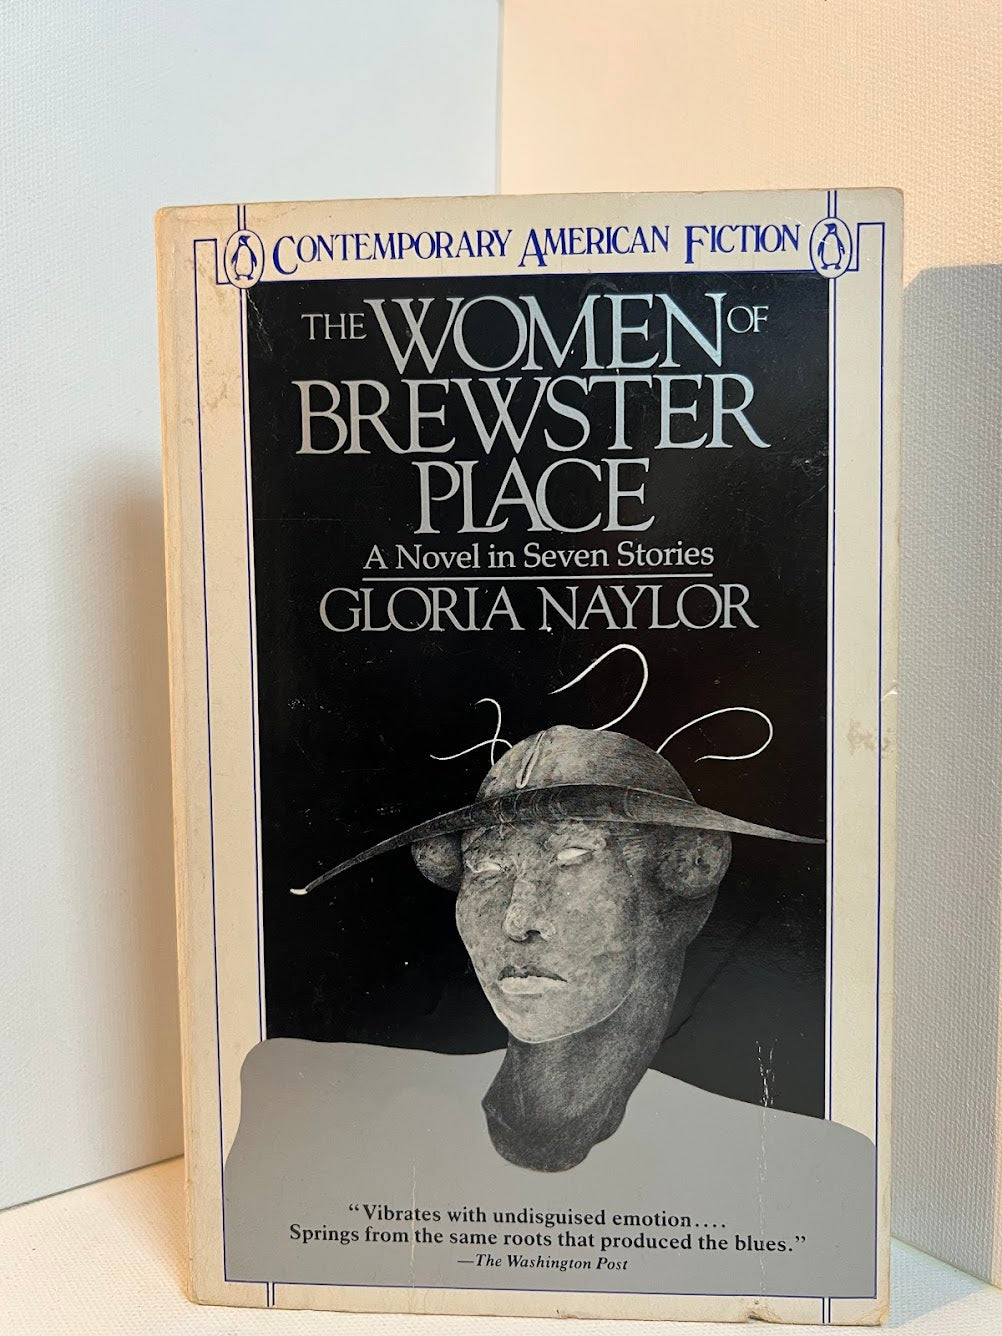 CONTEMPORARY AMERICAN FICTION
THE WOMEN OF
BREWSTER
PLACE
A Novel in Seven Stories
GLORIA NAYLOR
"Vibrates with undisguised emotion....
Springs from the same roots that produced the blues."
—The Washington Post